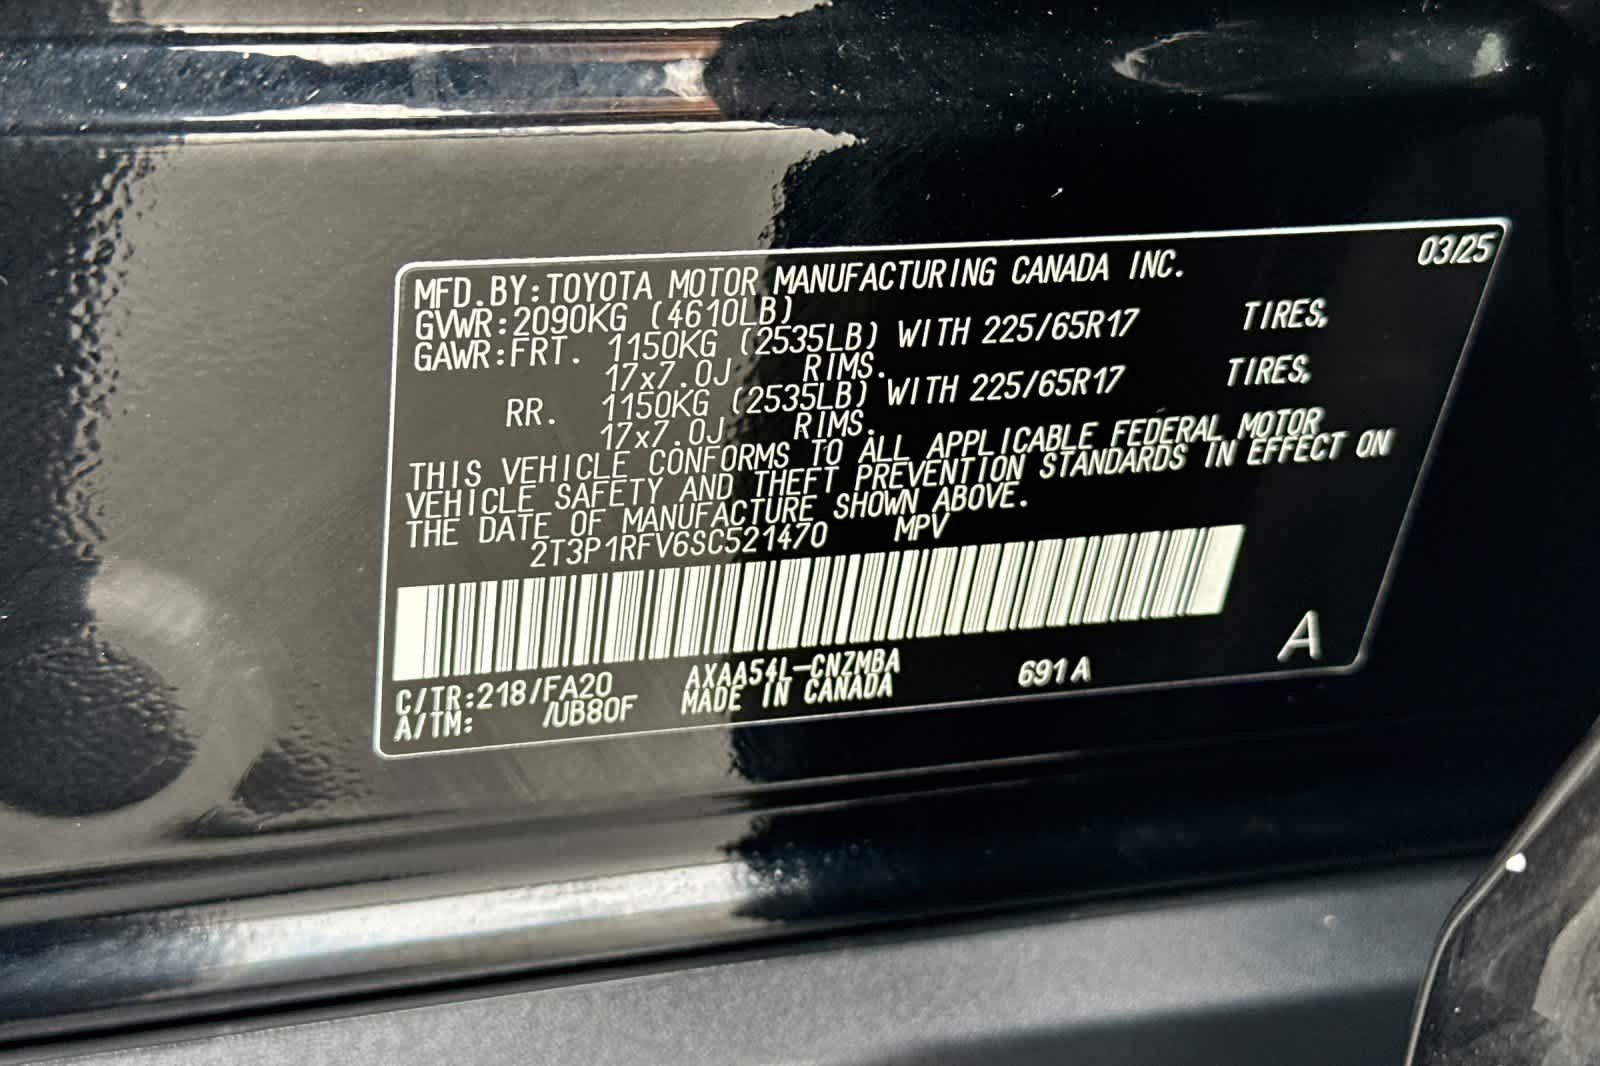 03/25
MFD.BY:TOYOTA MOTOR MANUFACTURING CANADA INC.
GVWR:2090KG (4610LB)
GAWR:FRT. 1150KG (2535LB) WITH 225/65R17 TIRES,
17x7.0J RIMS.
RR. 1150KG (2535LB) WITH 225/65R17 TIRES,
17x7.0J RIMS.
THIS VEHICLE CONFORMS TO ALL APPLICABLE FEDERAL MOTOR
VEHICLE SAFETY AND THEFT PREVENTION STANDARDS IN EFFECT ON
THE DATE OF MANUFACTURE SHOWN ABOVE.
2T3P1RFV6SC521470 MPV
C/TR:218/FA20 AXAA54L-CNZMBA 691A A
A/TM: /UB80F MADE IN CANADA